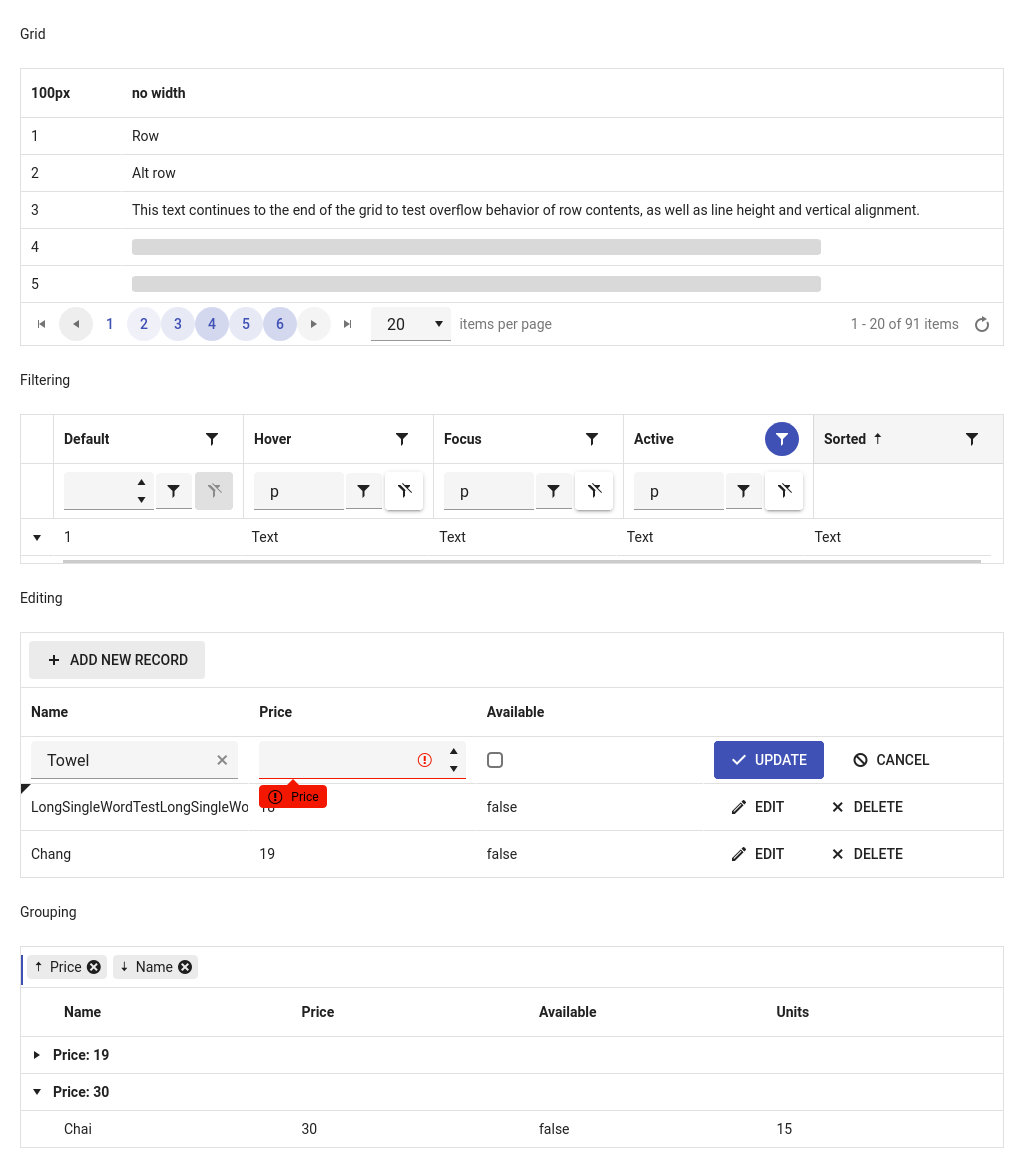 Grid
100px no width
1 Row
2 Alt row
3 This text continues to the end of the grid to test overflow behavior of row contents, as well as line height and vertical alignment.
4
5
1 2 3 4 5 6 20 items per page 1 - 20 of 91 items
Filtering
Default Hover Focus Active Sorted
p p p
1 Text Text Text Text
Editing
ADD NEW RECORD
Name Price Available
Towel UPDATE CANCEL
Price
LongSingleWordTestLongSingleWo false EDIT DELETE
Chang 19 false EDIT DELETE
Grouping
Price Name
Name Price Available Units
Price: 19
Price: 30
Chai 30 false 15